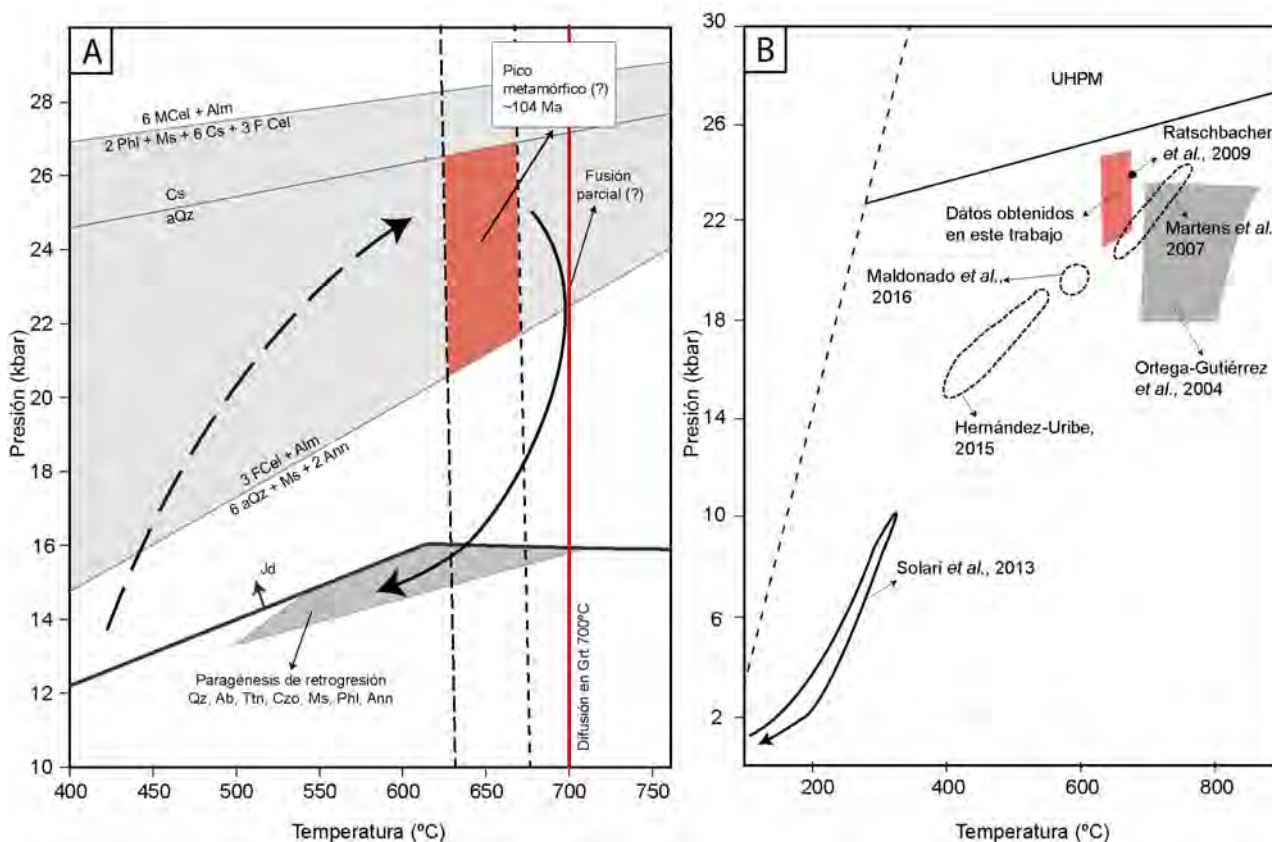 A
Presión (kbar)
28
26
24
22
20
18
16
14
12
10
400
450
500
550
600
650
700
750
Temperatura (ºC)
6 MCel + Alm
2 Phl + Ms + 6 Cs + 3 F Cel
Cs
aQz
3 FCel + Alm
6 aQz + Ms + 2 Ann
Pico
metamórfico (?)
~104 Ma
Fusión
parcial (?)
Jd
Paragénesis de retrogresión
Qz, Ab, Ttn, Czo, Ms, Phl, Ann
Difusión en Grt 700ºC
B
Presión (kbar)
30
26
22
18
14
10
6
2
200
400
600
800
Temperatura (ºC)
UHPM
Ratschbacher
et al., 2009
Datos obtenidos
en este trabajo
Martens et al.
2007
Maldonado et al.,
2016
Ortega-Gutiérrez
et al., 2004
Hernández-Uribe,
2015
Solari et al., 2013